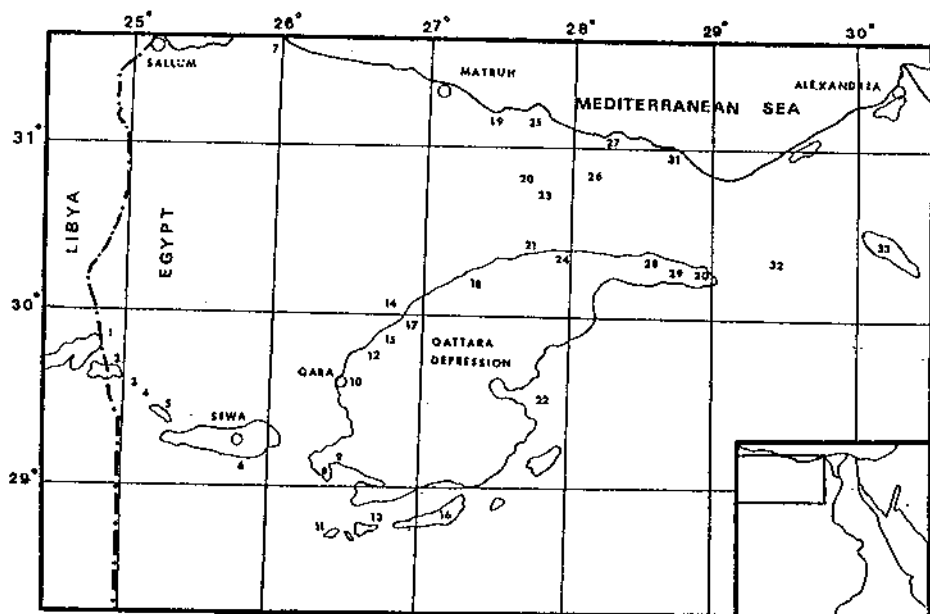 25° 26° 27° 28° 29° 30°
7
SALLUM
MATRUH
ALEXANDRIA
MEDITERRANEAN SEA
19 25
31°
27
31
20 26
23
LIBYA
EGYPT
33
21
24
28
32
29 30
18
30°
14
17
1
15
QATTARA
DEPRESSION
12
2
QARA 10
3
4
5
22
SIWA
6
9
8
29°
16
13
11